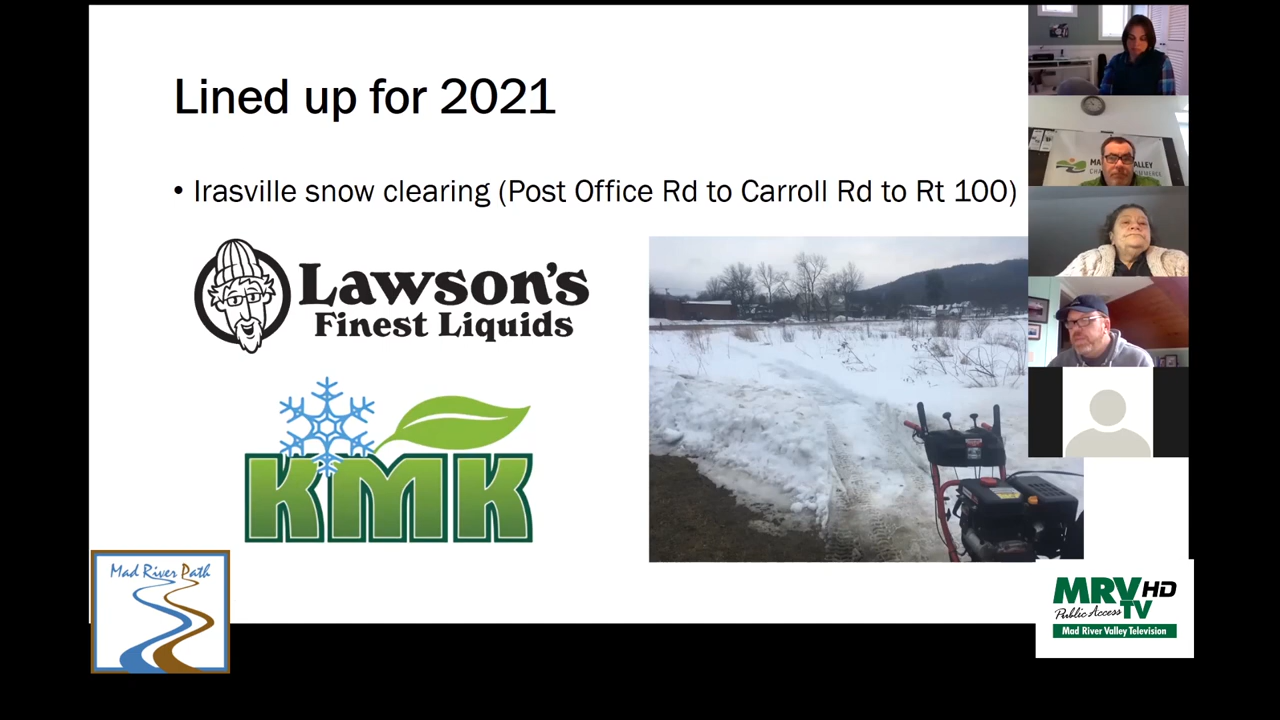 Lined up for 2021
• Irasville snow clearing (Post Office Rd to Carroll Rd to Rt 100)
Lawson's
Finest Liquids
KMK
Mad River Path
MRV HD
Public Access TV
Mad River Valley Television